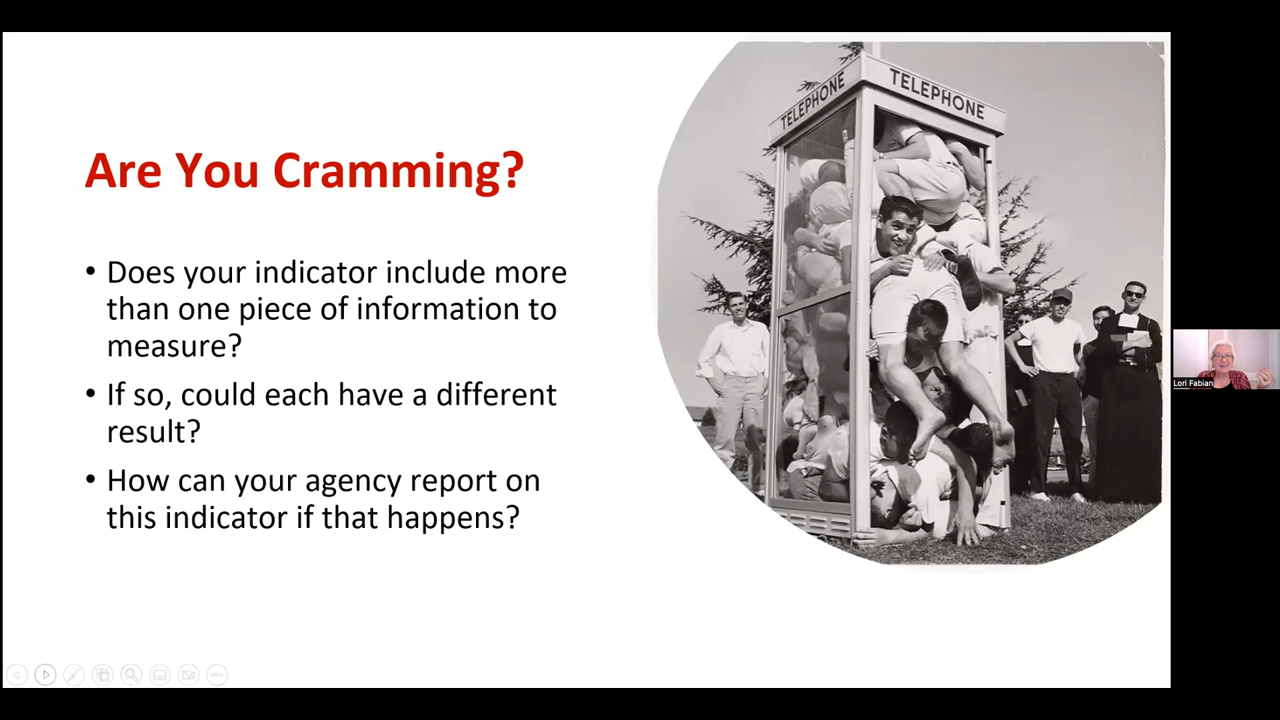 Are You Cramming?
• Does your indicator include more
than one piece of information to
measure?
• If so, could each have a different
result?
• How can your agency report on
this indicator if that happens?
TELEPHONE
TELEPHONE
Lori Fabian